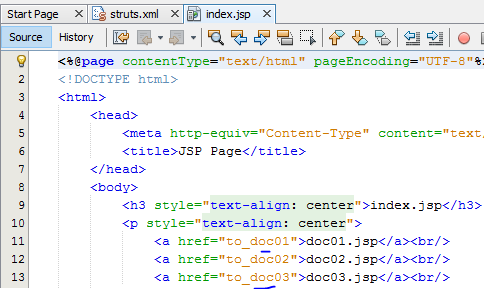 Start Page struts.xml index.jsp
Source History
<%@page contentType="text/html" pageEncoding="UTF-8"%
2 <!DOCTYPE html>
3 <html>
4 <head>
5 <meta http-equiv="Content-Type" content="text,
6 <title>JSP Page</title>
7 </head>
8 <body>
9 <h3 style="text-align: center">index.jsp</h3>
10 <p style="text-align: center">
11 <a href="to_doc01">doc01.jsp</a><br/>
12 <a href="to_doc02">doc02.jsp</a><br/>
13 <a href="to_doc03">doc03.jsp</a><br/>